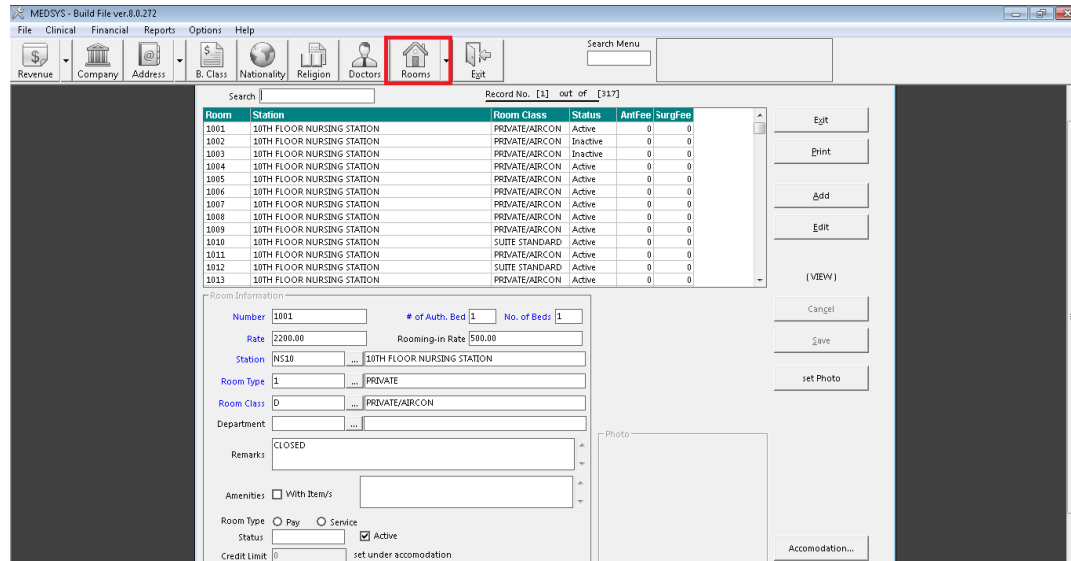 MEDSYS - Build File ver.8.0.272
File Clinical Financial Reports Options Help
Search Menu
Revenue Company Address B. Class Nationality Religion Doctors Rooms Exit
Search Record No. [1] out of [317]
Room Station Room Class Status AntFee SurgFee
1001 10TH FLOOR NURSING STATION PRIVATE/AIRCON Active 0 0
1002 10TH FLOOR NURSING STATION PRIVATE/AIRCON Inactive 0 0
1003 10TH FLOOR NURSING STATION PRIVATE/AIRCON Inactive 0 0
1004 10TH FLOOR NURSING STATION PRIVATE/AIRCON Active 0 0
1005 10TH FLOOR NURSING STATION PRIVATE/AIRCON Active 0 0
1006 10TH FLOOR NURSING STATION PRIVATE/AIRCON Active 0 0
1007 10TH FLOOR NURSING STATION PRIVATE/AIRCON Active 0 0
1008 10TH FLOOR NURSING STATION PRIVATE/AIRCON Active 0 0
1009 10TH FLOOR NURSING STATION PRIVATE/AIRCON Active 0 0
1010 10TH FLOOR NURSING STATION SUITE STANDARD Active 0 0
1011 10TH FLOOR NURSING STATION PRIVATE/AIRCON Active 0 0
1012 10TH FLOOR NURSING STATION SUITE STANDARD Active 0 0
1013 10TH FLOOR NURSING STATION PRIVATE/AIRCON Active 0 0
Exit
Print
Add
Edit
(VIEW)
Cancel
Save
set Photo
Room Information
Number 1001 # of Auth. Bed 1 No. of Beds 1
Rate 2200.00 Rooming-in Rate 500.00
Station NS10 ... 10TH FLOOR NURSING STATION
Room Type 1 ... PRIVATE
Room Class D ... PRIVATE/AIRCON
Department ...
Remarks CLOSED
Photo
Amenities With Item/s
Room Type Pay Service
Status Active
Credit Limit 0 set under accomodation
Accomodation...